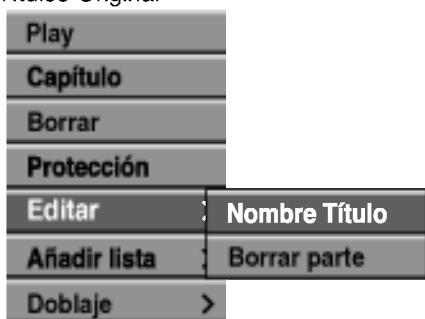 Play
Capítulo
Borrar
Protección
Editar
Nombre Título
Añadir lista
Borrar parte
Doblaje